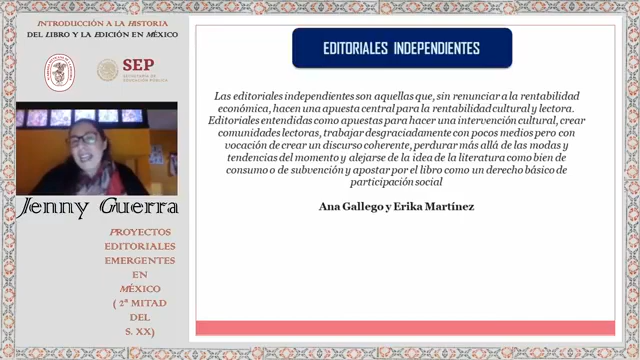 INTRODUCCIÓN A LA HISTORIA
DEL LIBRO Y LA EDICIÓN EN MÉXICO
SEP
SECRETARÍA DE
EDUCACIÓN PÚBLICA
Jenny Guerra
PROYECTOS
EDITORIALES
EMERGENTES
EN
MÉXICO
( 2ª MITAD
DEL
S. XX)
EDITORIALES INDEPENDIENTES
Las editoriales independientes son aquellas que, sin renunciar a la rentabilidad
económica, hacen una apuesta central para la rentabilidad cultural y lectora.
Editoriales entendidas como apuestas para hacer una intervención cultural, crear
comunidades lectoras, trabajar desgraciadamente con pocos medios pero con
vocación de crear un discurso coherente, perdurar más allá de las modas y
tendencias del momento y alejarse de la idea de la literatura como bien de
consumo o de subvención y apostar por el libro como un derecho básico de
participación social
Ana Gallego y Erika Martínez